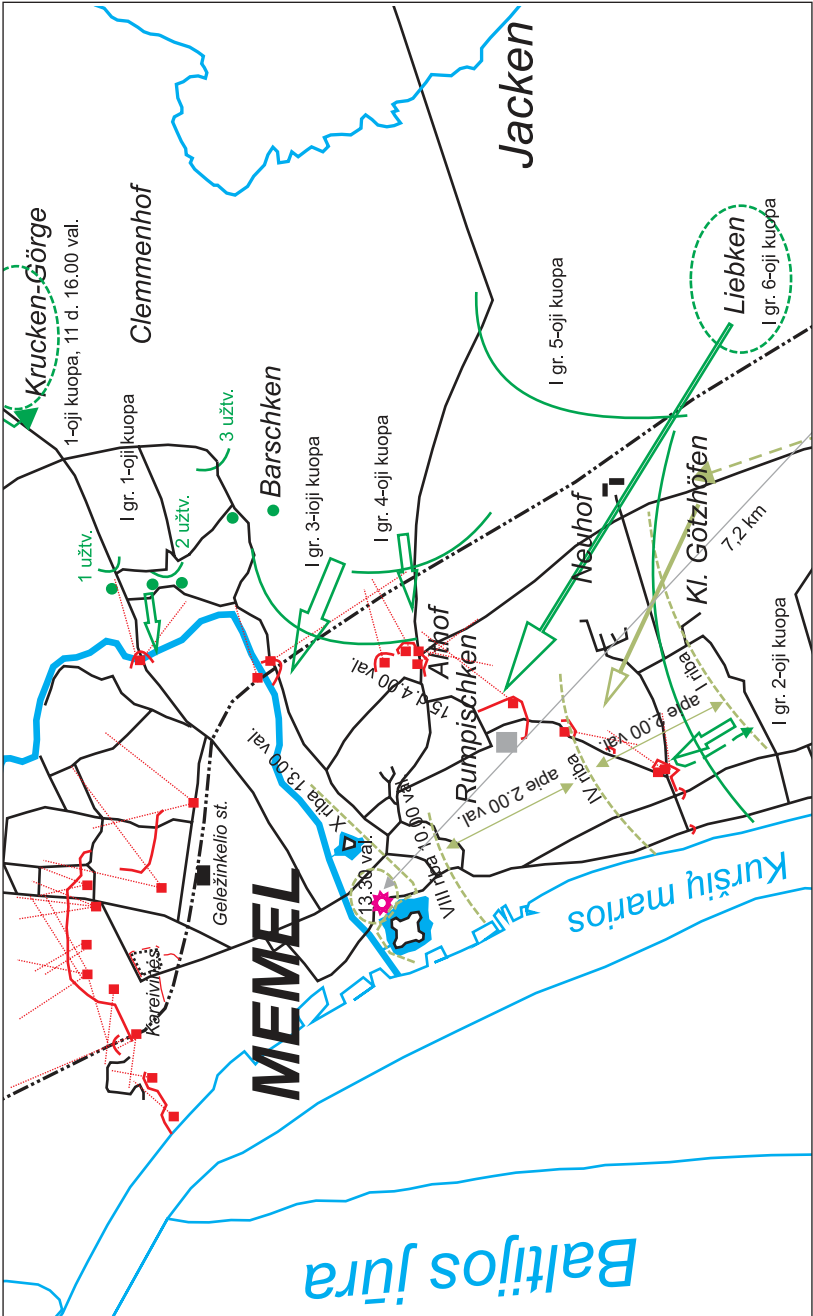 Jacken
Krucken-Görge
1-oji kuopa, 11 d. 16.00 val.
Clemmenhof
I gr. 1-oji kuopa
1 užtv.
2 užtv.
3 užtv.
Barschken
I gr. 3-ioji kuopa
I gr. 4-oji kuopa
I gr. 5-oji kuopa
Liebken
I gr. 6-oji kuopa
Neuhof
Kl. Götzhöfen
7,2 km
Althof
15 d.4.00 val.
Rumpischken
I riba
apie 2.00 val.
I gr. 2-oji kuopa
IV riba
apie 2.00 val.
X riba 13.00 val.
VIII riba 10.00 val.
13.30 val.
Geležinkelio st.
MEMEL
Kareivinės
Kuršių marios
Baltijos jūra